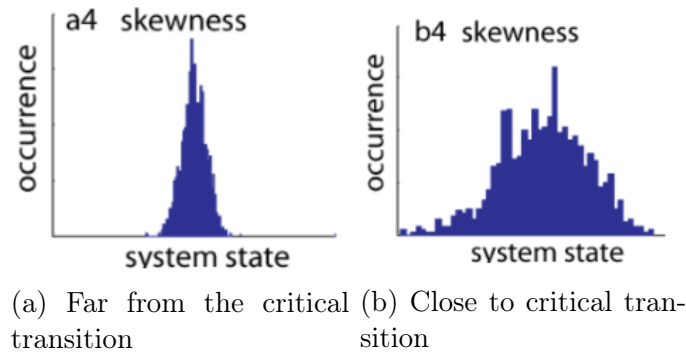 a4 skewness
occurrence
system state
b4 skewness
occurrence
system state
(a) Far from the critical
transition
(b) Close to critical tran-
sition